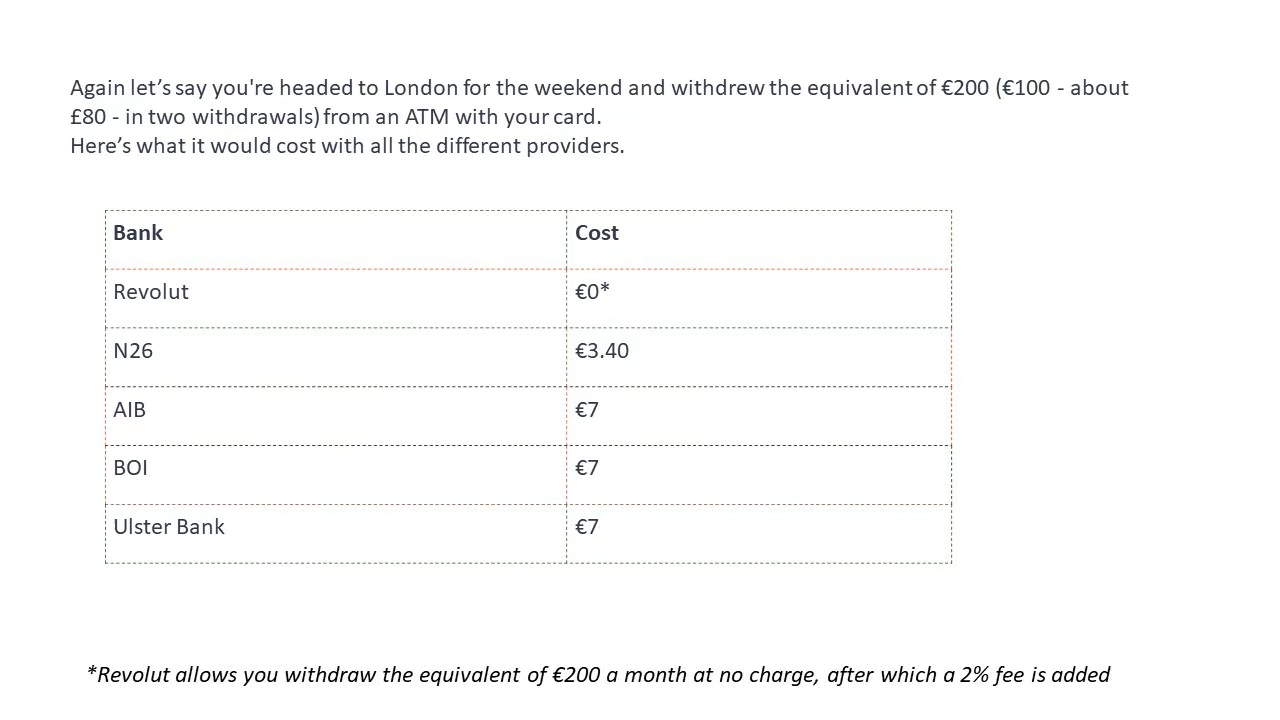 Again let’s say you're headed to London for the weekend and withdrew the equivalent of €200 (€100 - about
£80 - in two withdrawals) from an ATM with your card.
Here’s what it would cost with all the different providers.
Bank Cost
Revolut €0*
N26 €3.40
AIB €7
BOI €7
Ulster Bank €7
*Revolut allows you withdraw the equivalent of €200 a month at no charge, after which a 2% fee is added